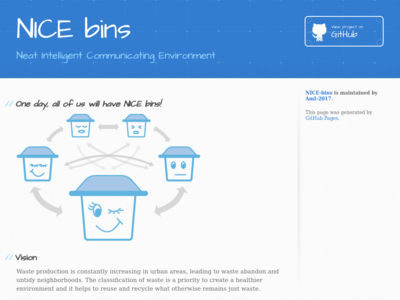 NICE bins
Neat Intelligent Communicating Environment
View project on
GitHub
// One day, all of us will have NICE bins!
NICE-bins is maintained by
And-2017.
This page was generated by
GitHub Pages.
// Vision
Waste production is constantly increasing in urban areas, leading to waste abandon and
untidy neighborhoods. The classification of waste is a priority to create a healthier
environment and it helps to reuse and recycle what otherwise remains just waste.